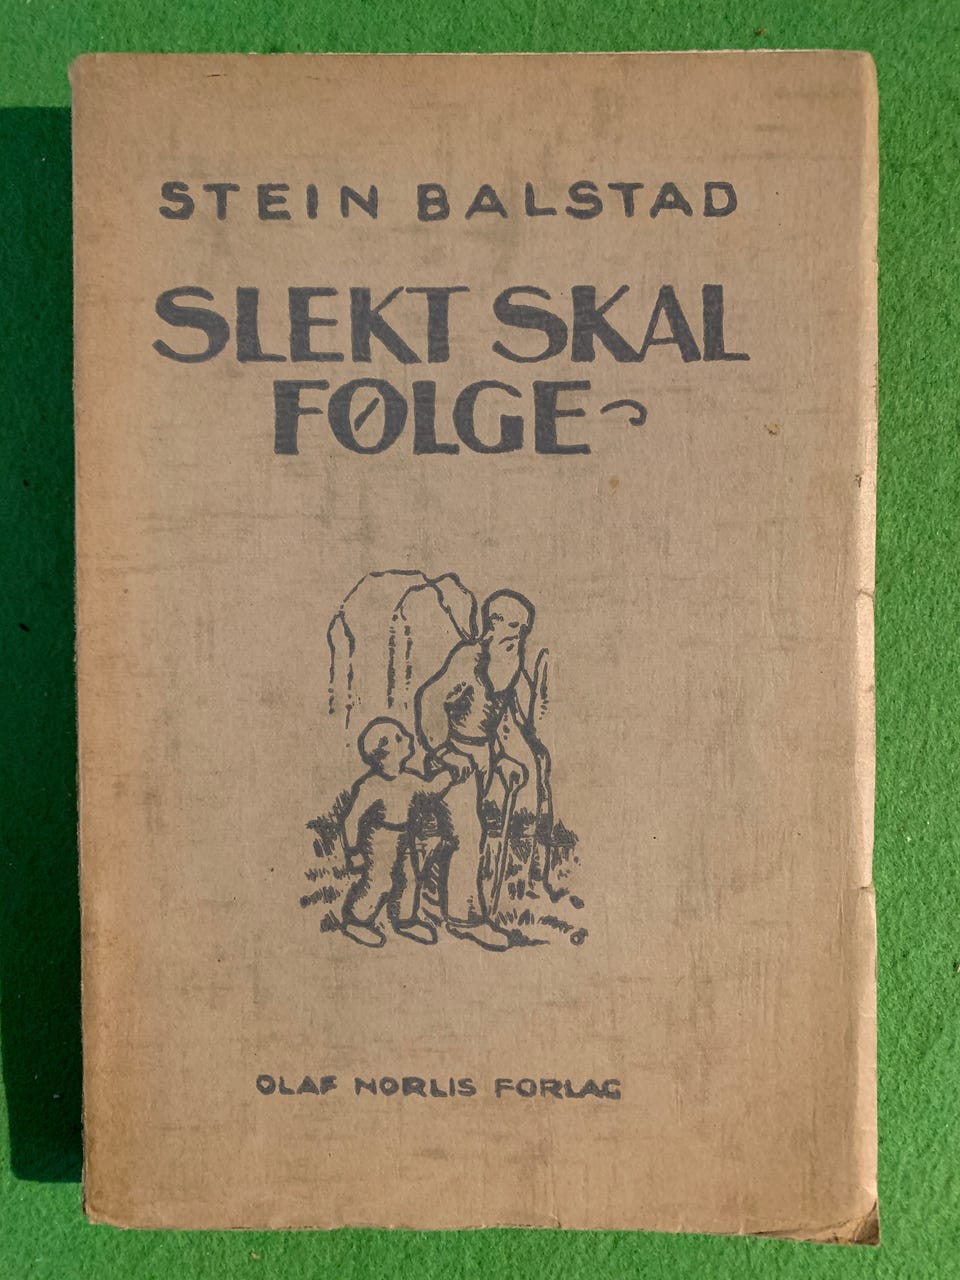 STEIN BALSTAD
SLEKT SKAL
FØLGE
OLAF NORLIS FORLAG